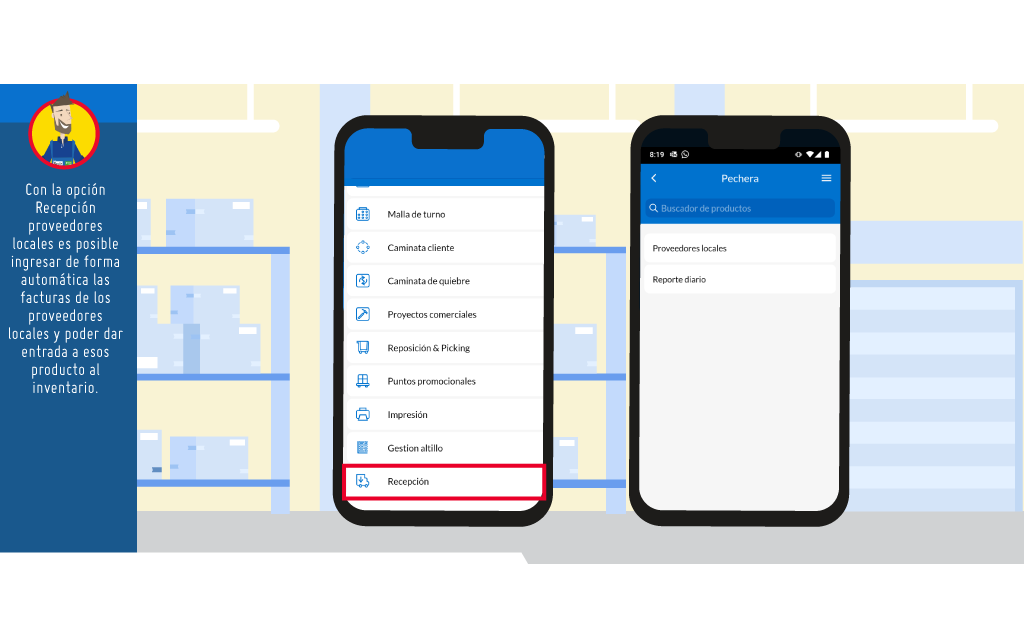 Con la opción
Recepción
proveedores
locales es posible
ingresar de forma
automática las
facturas de los
proveedores
locales y poder dar
entrada a esos
producto al
inventario.
Malla de turno
Caminata cliente
Caminata de quiebre
Proyectos comerciales
Reposición & Picking
Puntos promocionales
Impresión
Gestion altillo
Recepción
8:19
Pechera
Buscador de productos
Proveedores locales
Reporte diario